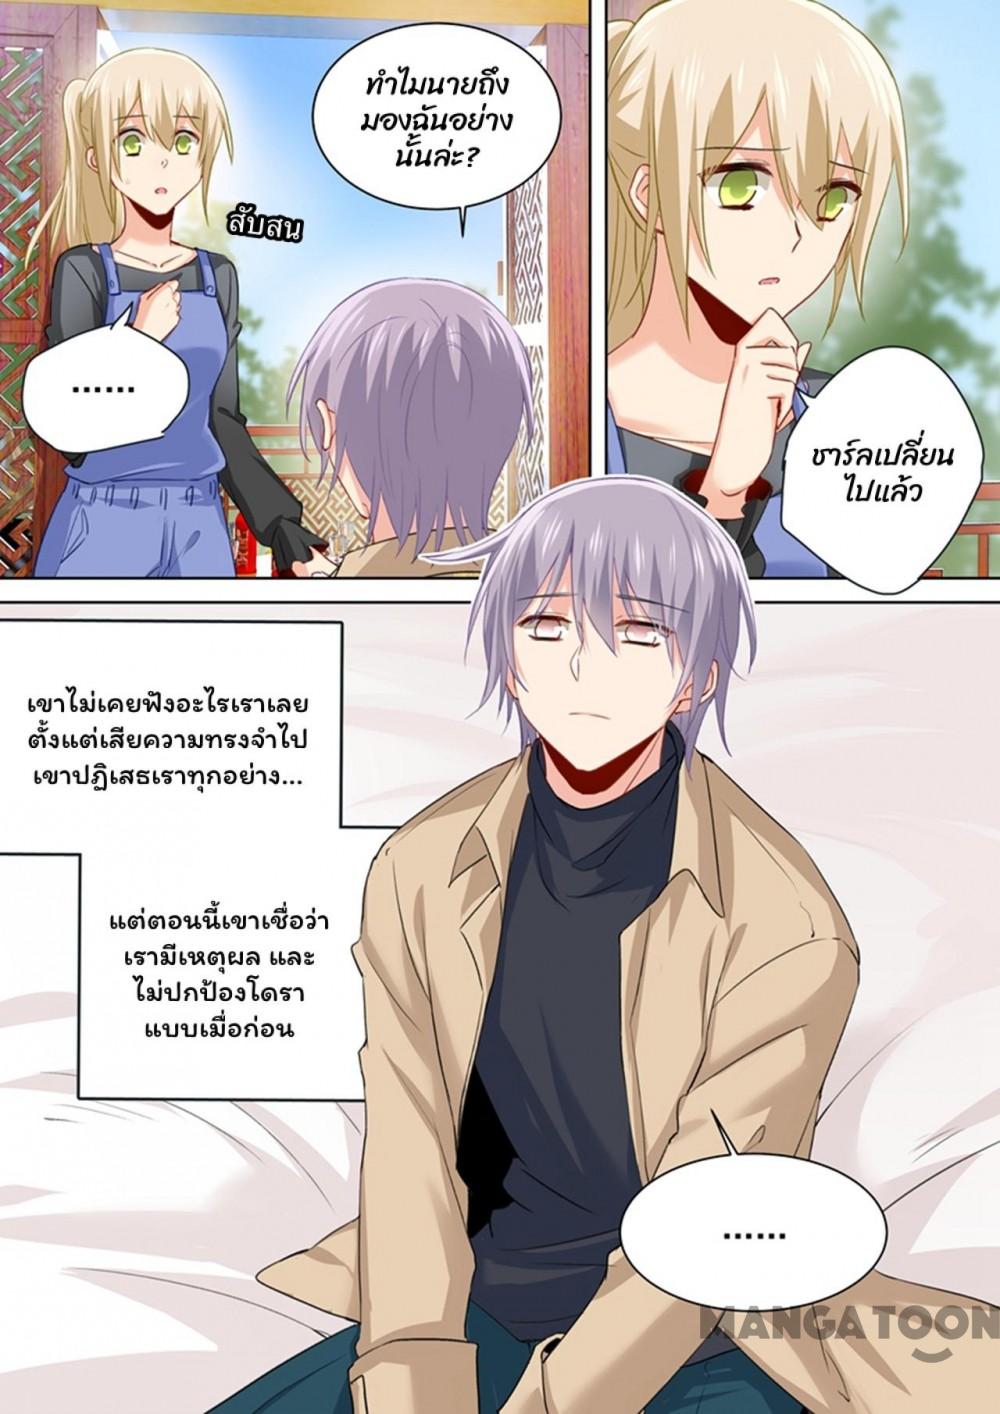 ทำไมนายถึง
มองฉันอย่าง
นั้นล่ะ?
สับสน
......
ชาร์ลเปลี่ยน
ไปแล้ว
เขาไม่เคยฟังอะไรเราเลย
ตั้งแต่เสียความทรงจำไป
เขาปฏิเสธเราทุกอย่าง...
แต่ตอนนี้เขาเชื่อว่า
เรามีเหตุผล และ
ไม่ปกป้องโดรา
แบบเมื่อก่อน
......
MANGATOON